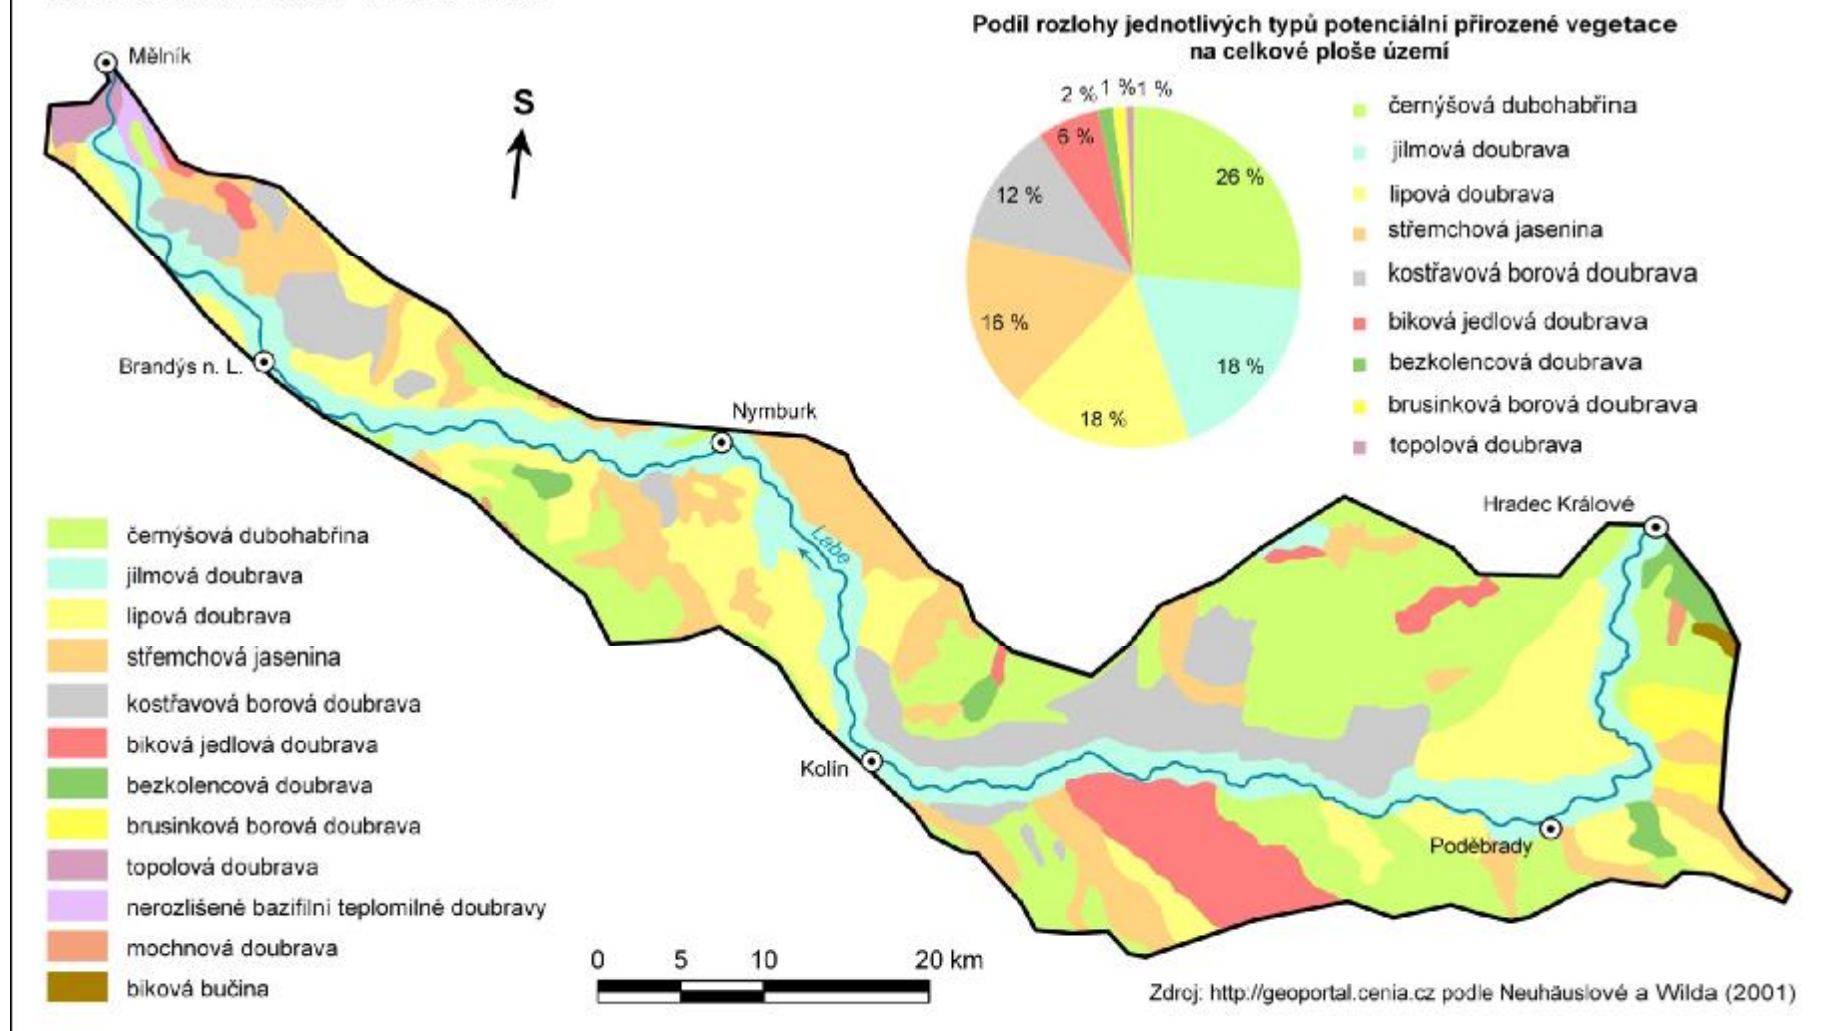 Podíl rozlohy jednotlivých typů potenciální přirozené vegetace
na celkové ploše území
Mělník
S
2 % 1 % 1 %
6 %
26 %
12 %
16 %
18 %
18 %
černýšová dubohabřina
jilmová doubrava
lipová doubrava
střemchová jasenina
kostřavová borová doubrava
biková jedlová doubrava
bezkolencová doubrava
brusinková borová doubrava
topolová doubrava
Brandýs n. L.
Nymburk
Labe
Hradec Králové
Kolín
Poděbrady
černýšová dubohabřina
jilmová doubrava
lipová doubrava
střemchová jasenina
kostřavová borová doubrava
biková jedlová doubrava
bezkolencová doubrava
brusinková borová doubrava
topolová doubrava
nerozlišené bazifilní teplomilné doubravy
mochnová doubrava
biková bučina
0 5 10 20 km
Zdroj: http://geoportal.cenia.cz podle Neuhäuslové a Wilda (2001)